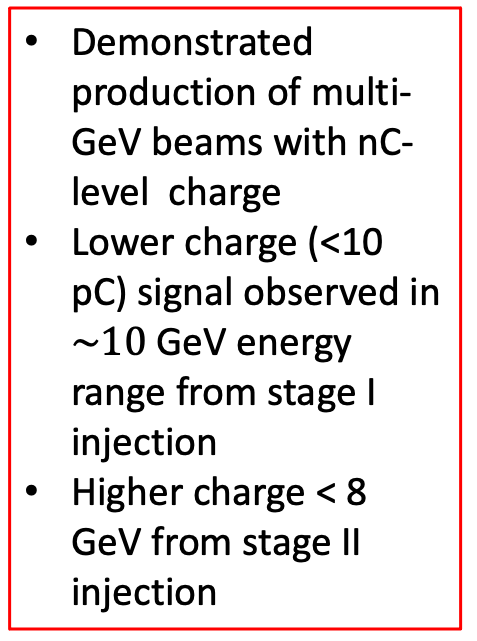 • Demonstrated
production of multi-
GeV beams with nC-
level  charge
• Lower charge (<10
pC) signal observed in
~10 GeV energy
range from stage I
injection
• Higher charge < 8
GeV from stage II
injection